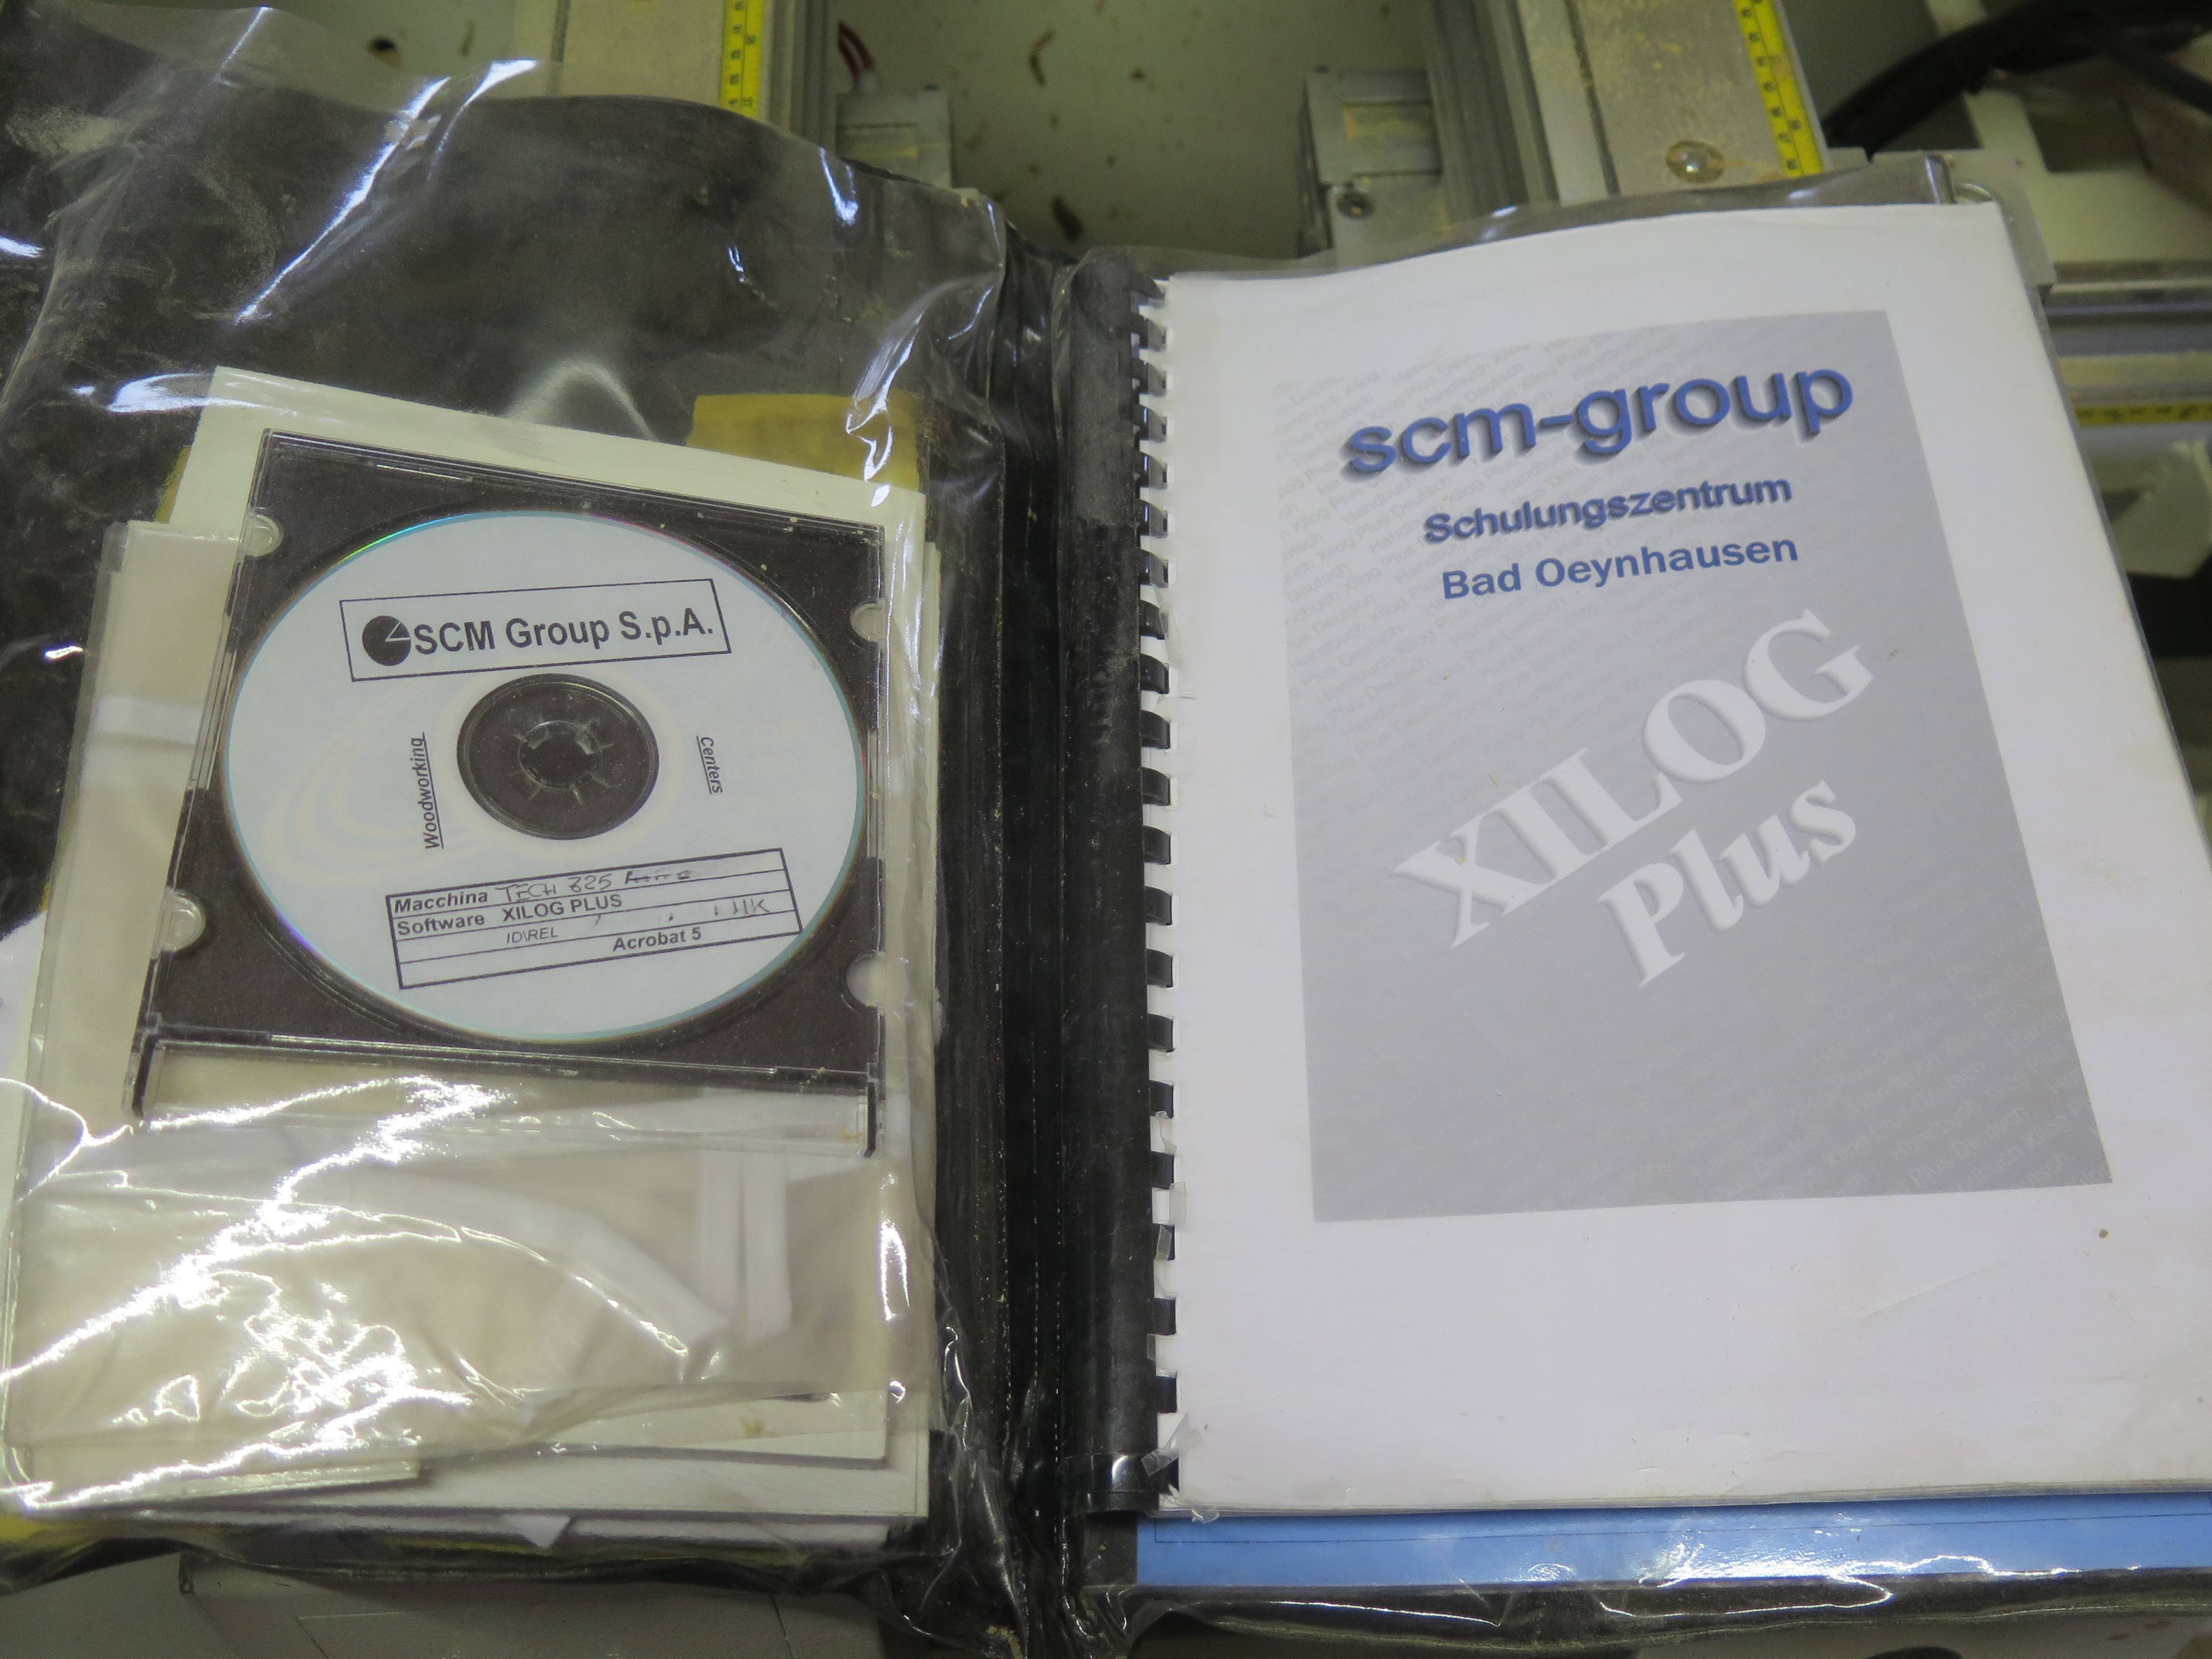 SCM Group S.p.A.
Woodworking
Centers
Macchina TECH 825
Software XILOG PLUS
ID\REL
Acrobat 5
scm-group
Schulungszentrum
Bad Oeynhausen
XILOG
Plus